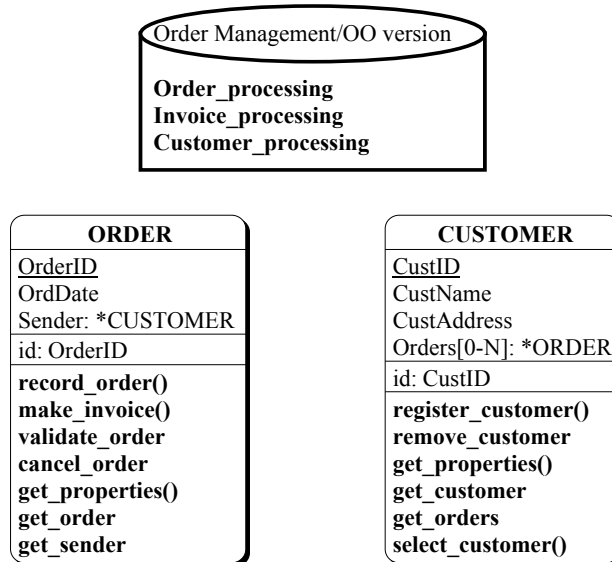 Order Management/OO version
Order_processing
Invoice_processing
Customer_processing
ORDER
OrderID
OrdDate
Sender: *CUSTOMER
id: OrderID
record_order()
make_invoice()
validate_order
cancel_order
get_properties()
get_order
get_sender
CUSTOMER
CustID
CustName
CustAddress
Orders[0-N]: *ORDER
id: CustID
register_customer()
remove_customer
get_properties()
get_customer
get_orders
select_customer()